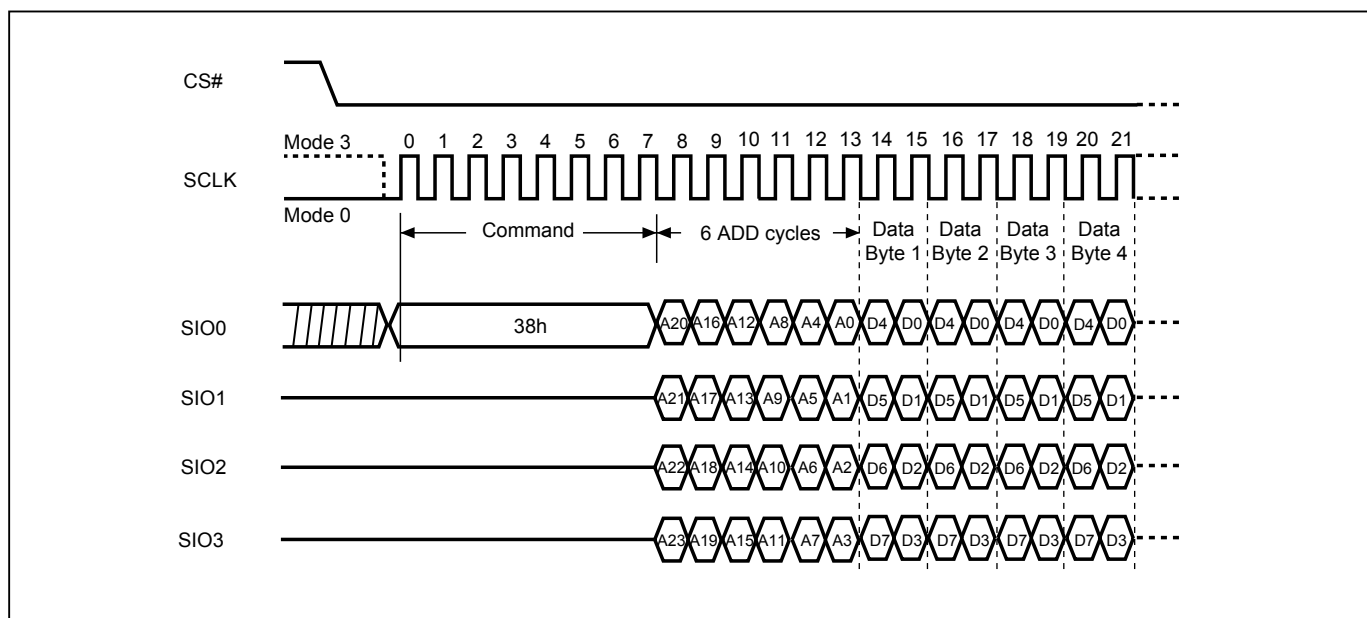 CS#
Mode 3
0 1 2 3 4 5 6 7 8 9 10 11 12 13 14 15 16 17 18 19 20 21
SCLK
Mode 0
Command
6 ADD cycles
Data Byte 1
Data Byte 2
Data Byte 3
Data Byte 4
SIO0
38h
A20 A16 A12 A8 A4 A0 D4 D0 D4 D0 D4 D0 D4 D0
SIO1
A21 A17 A13 A9 A5 A1 D5 D1 D5 D1 D5 D1 D5 D1
SIO2
A22 A18 A14 A10 A6 A2 D6 D2 D6 D2 D6 D2 D6 D2
SIO3
A23 A19 A15 A11 A7 A3 D7 D3 D7 D3 D7 D3 D7 D3